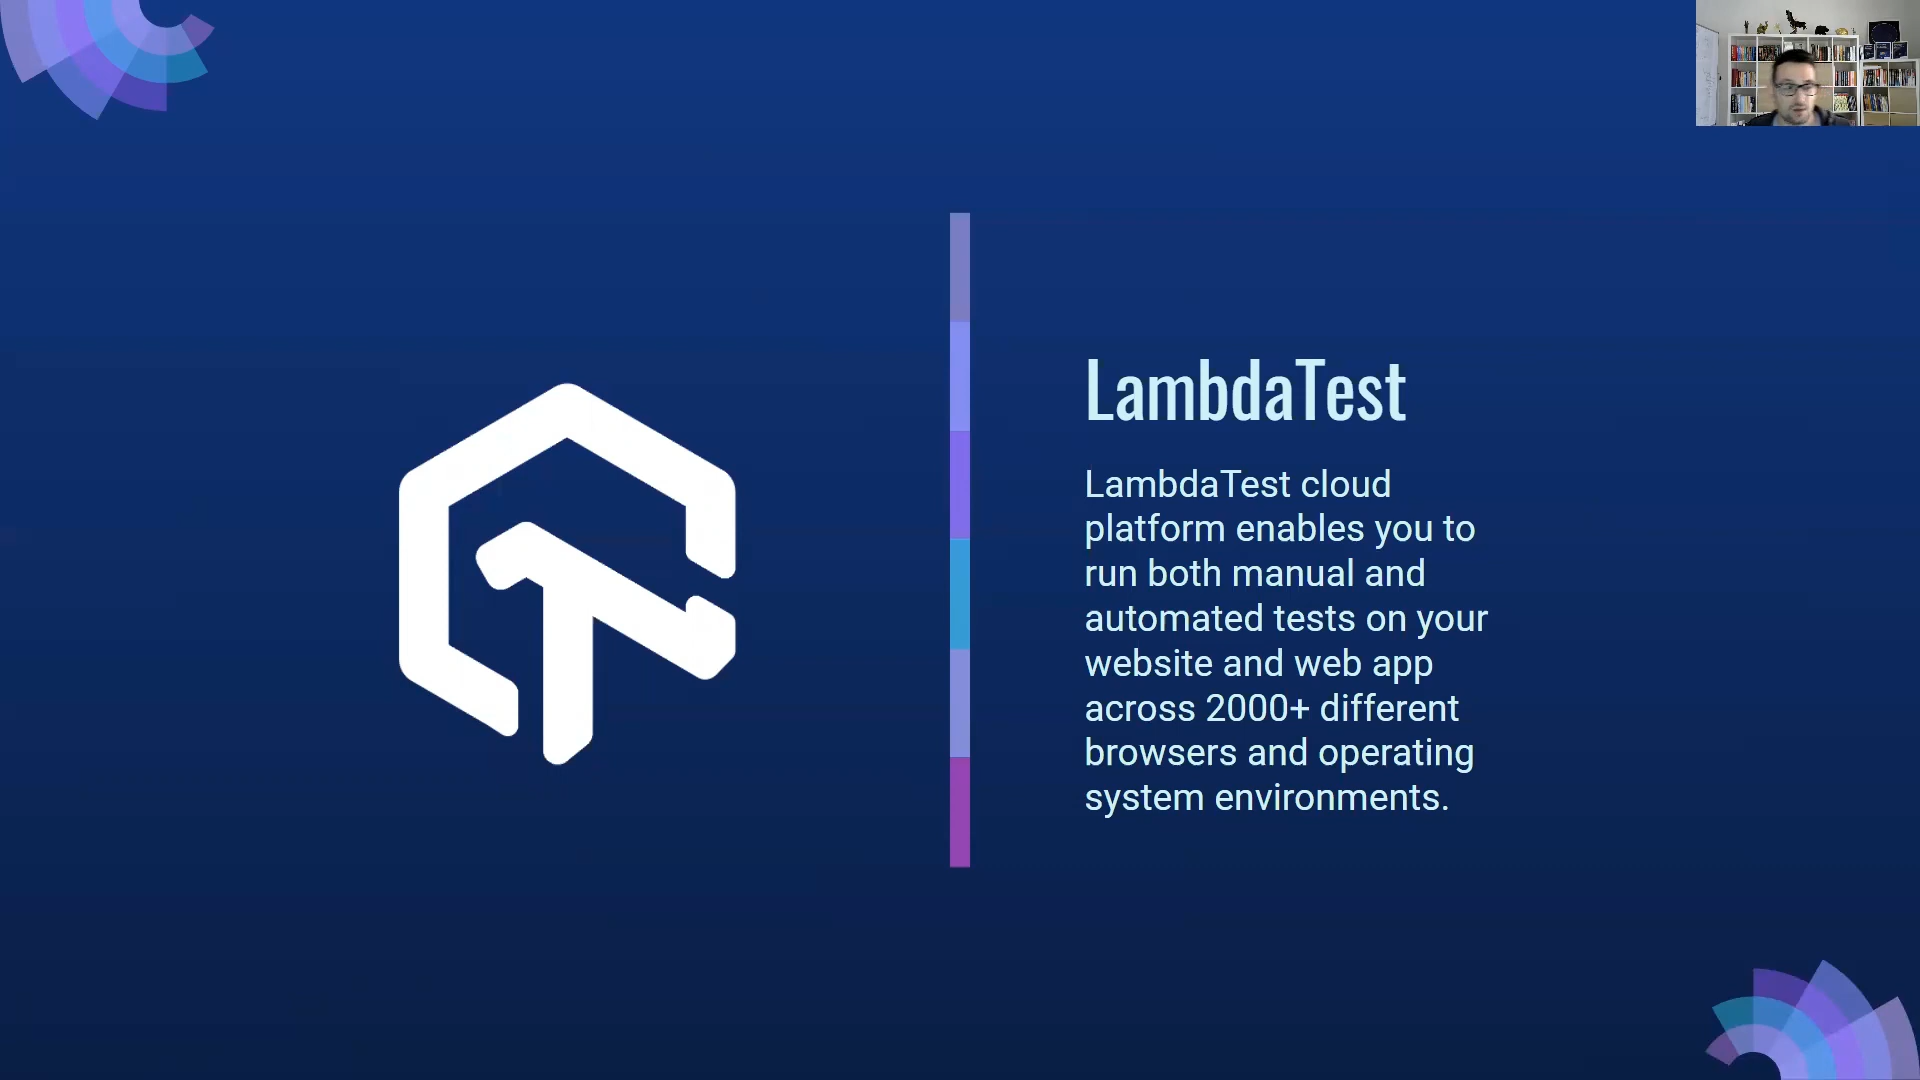 LambdaTest
LambdaTest cloud
platform enables you to
run both manual and
automated tests on your
website and web app
across 2000+ different
browsers and operating
system environments.